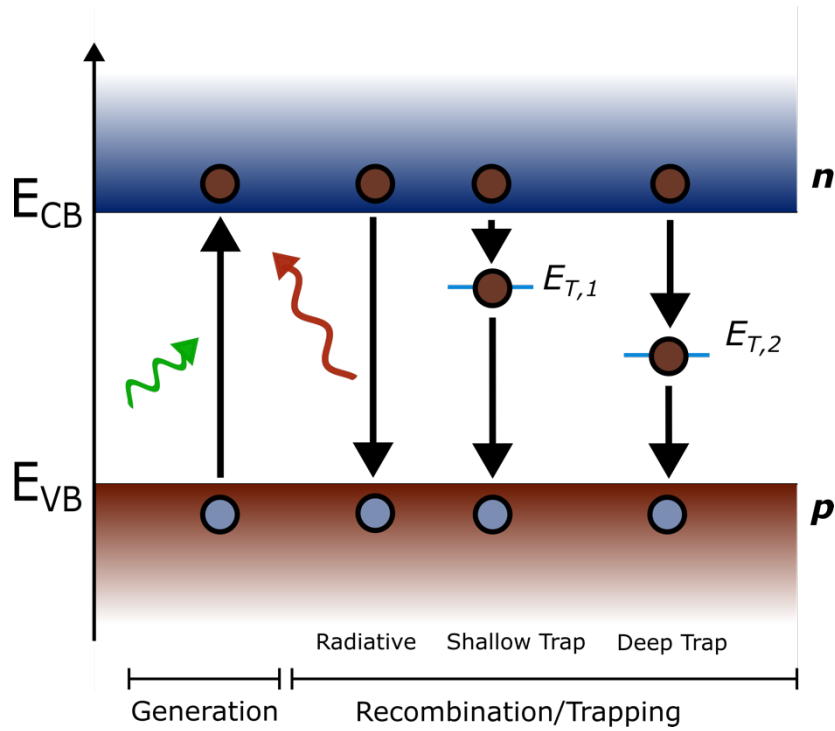 E_CB
n
E_T,1
E_T,2
E_VB
p
Radiative Shallow Trap Deep Trap
Generation Recombination/Trapping